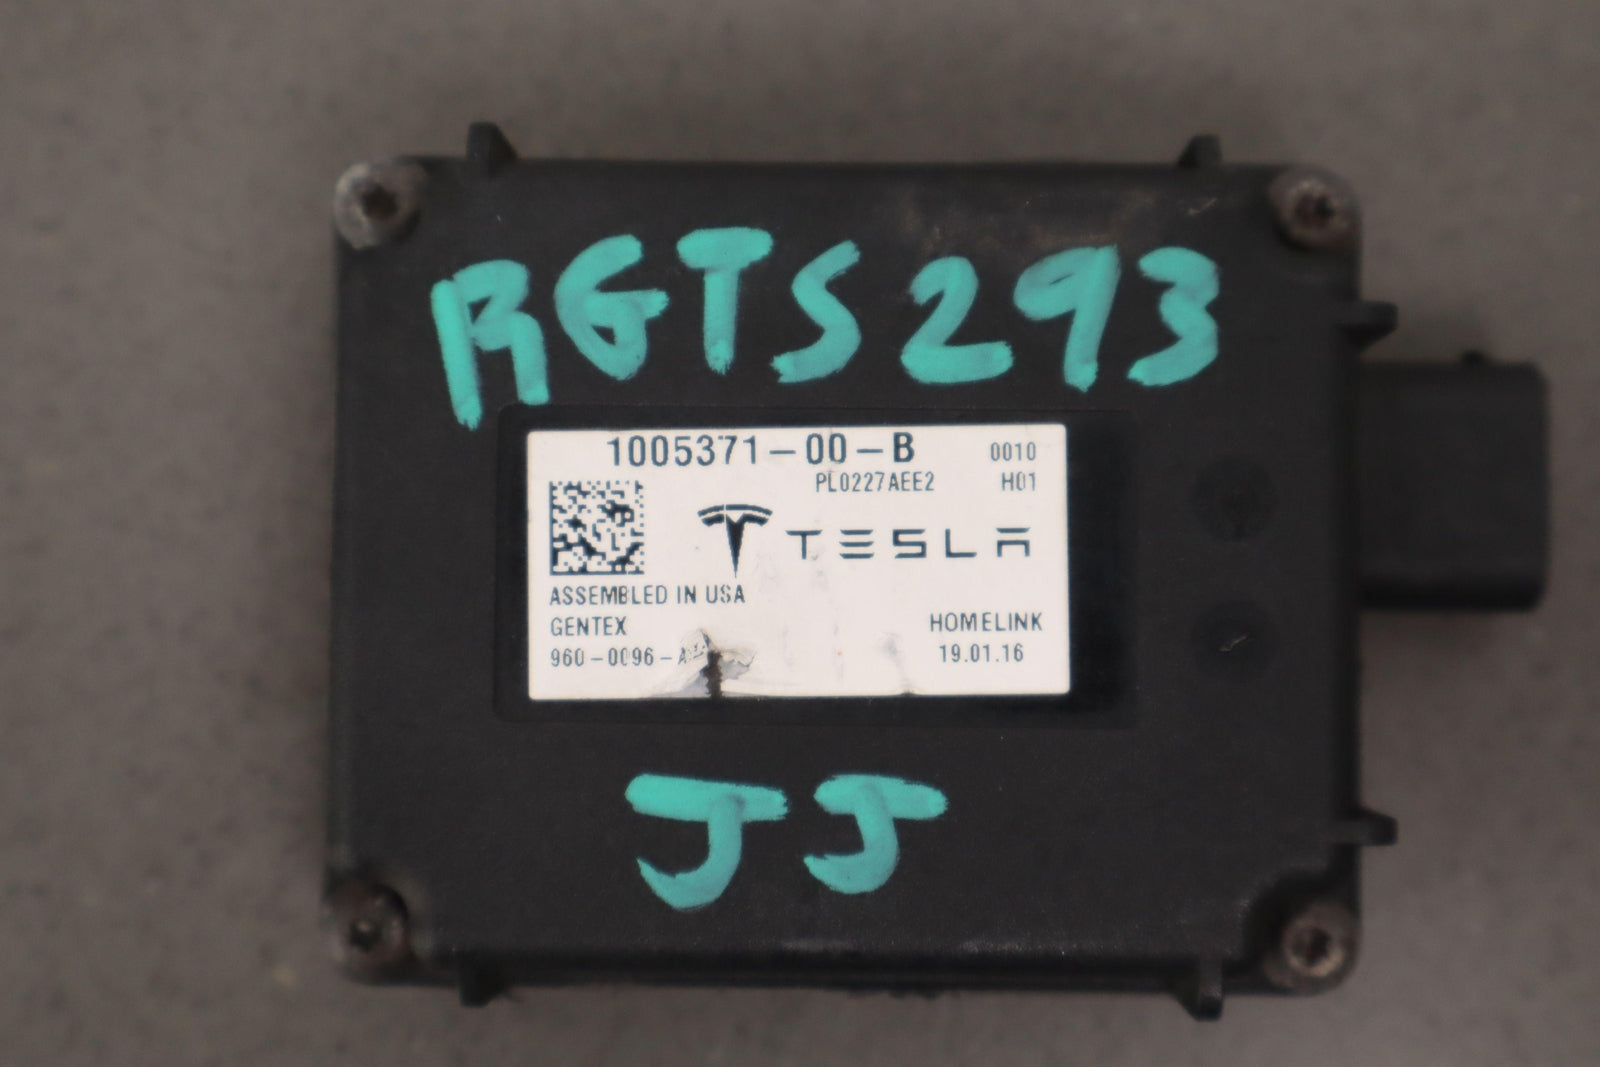 RGTS293
1005371-00-B 0010
PL0227AEE2 H01
TESLA
ASSEMBLED IN USA
GENTEX HOMELINK
19.01.16
JJ